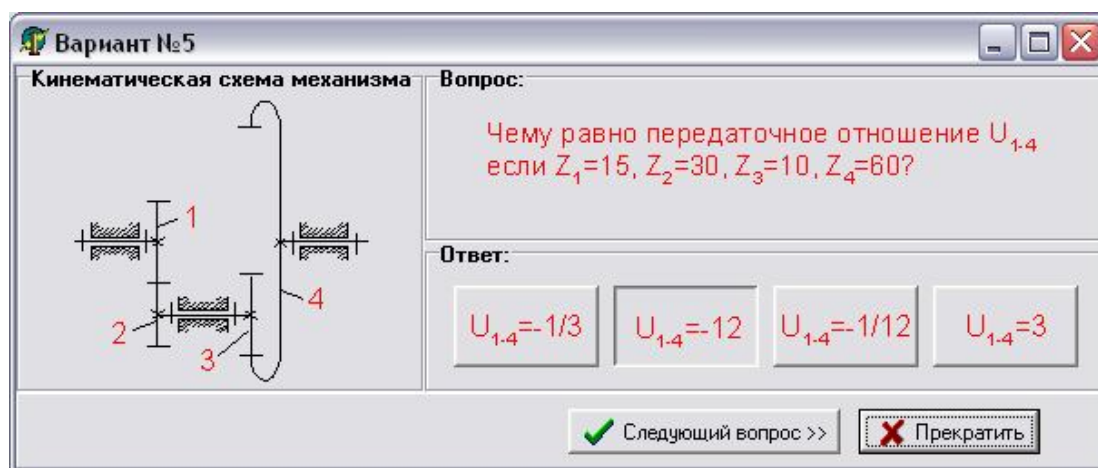 Вариант №5
Кинематическая схема механизма
1
2
3
4
Вопрос:
Чему равно передаточное отношение U1-4
если Z1=15, Z2=30, Z3=10, Z4=60?
Ответ:
U1-4=-1/3
U1-4=-12
U1-4=-1/12
U1-4=3
Следующий вопрос >>
Прекратить